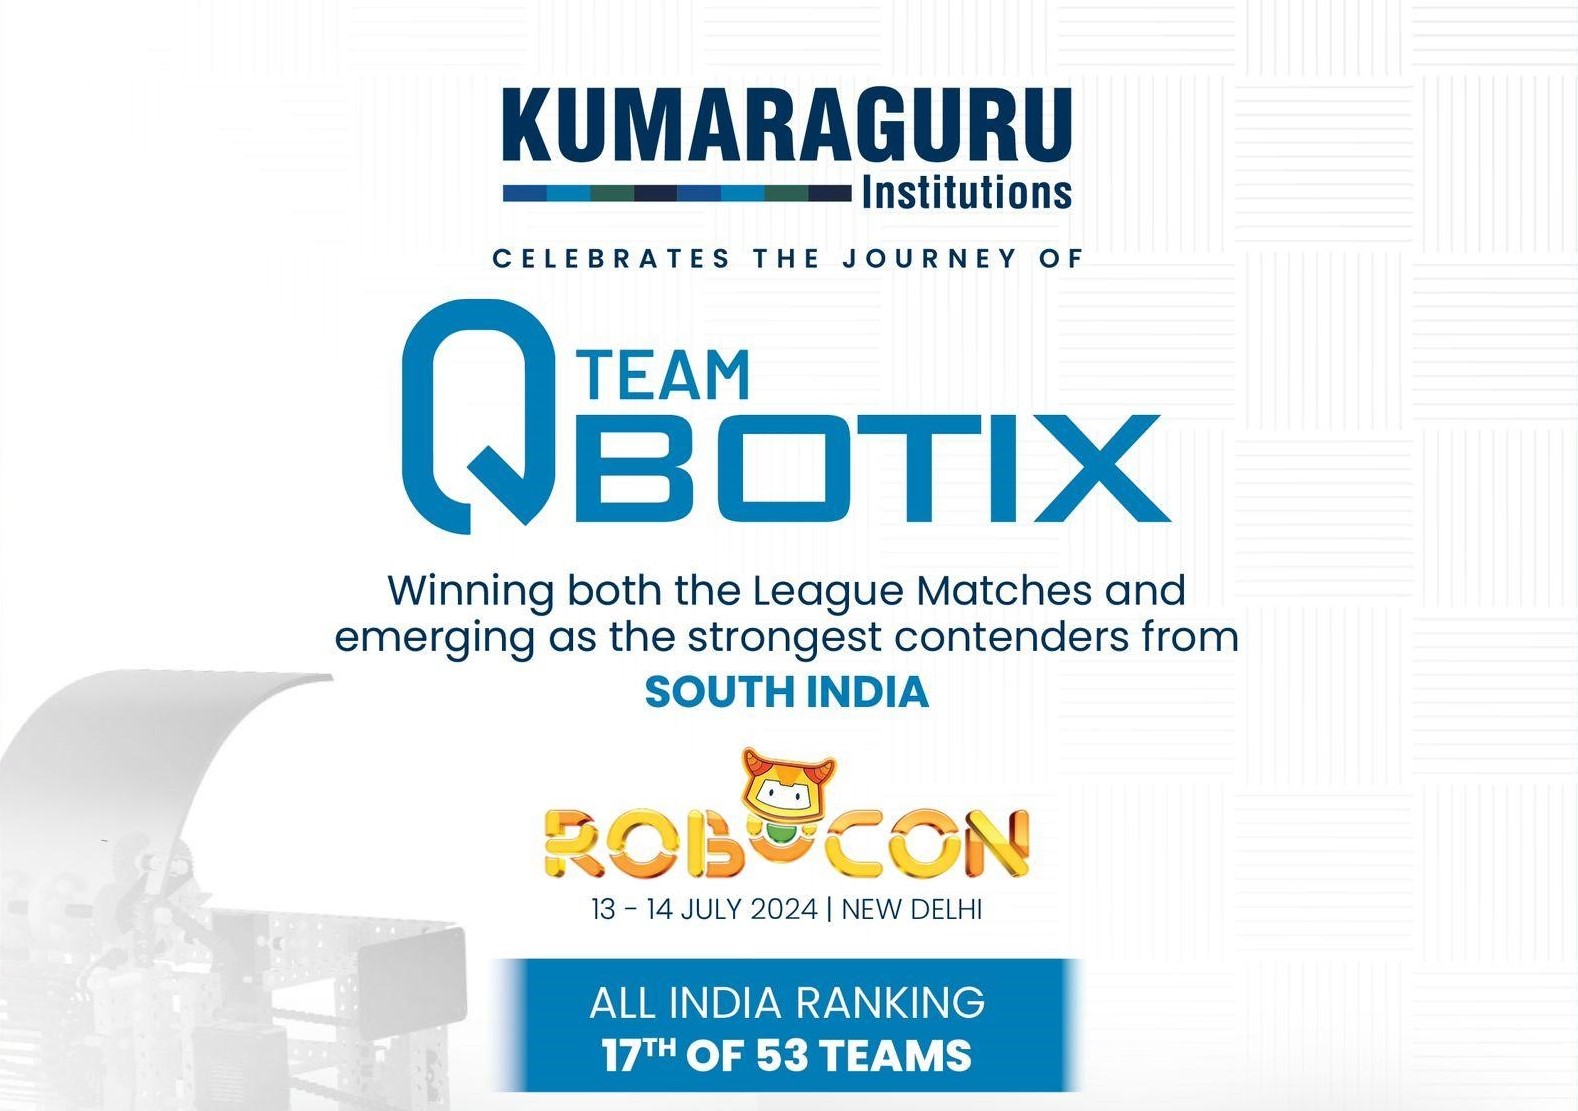 KUMARAGURU
Institutions
CELEBRATES THE JOURNEY OF
Q TEAM
BOTIX
Winning both the League Matches and
emerging as the strongest contenders from
SOUTH INDIA
ROBOCON
13 - 14 JULY 2024 | NEW DELHI
ALL INDIA RANKING
17TH OF 53 TEAMS